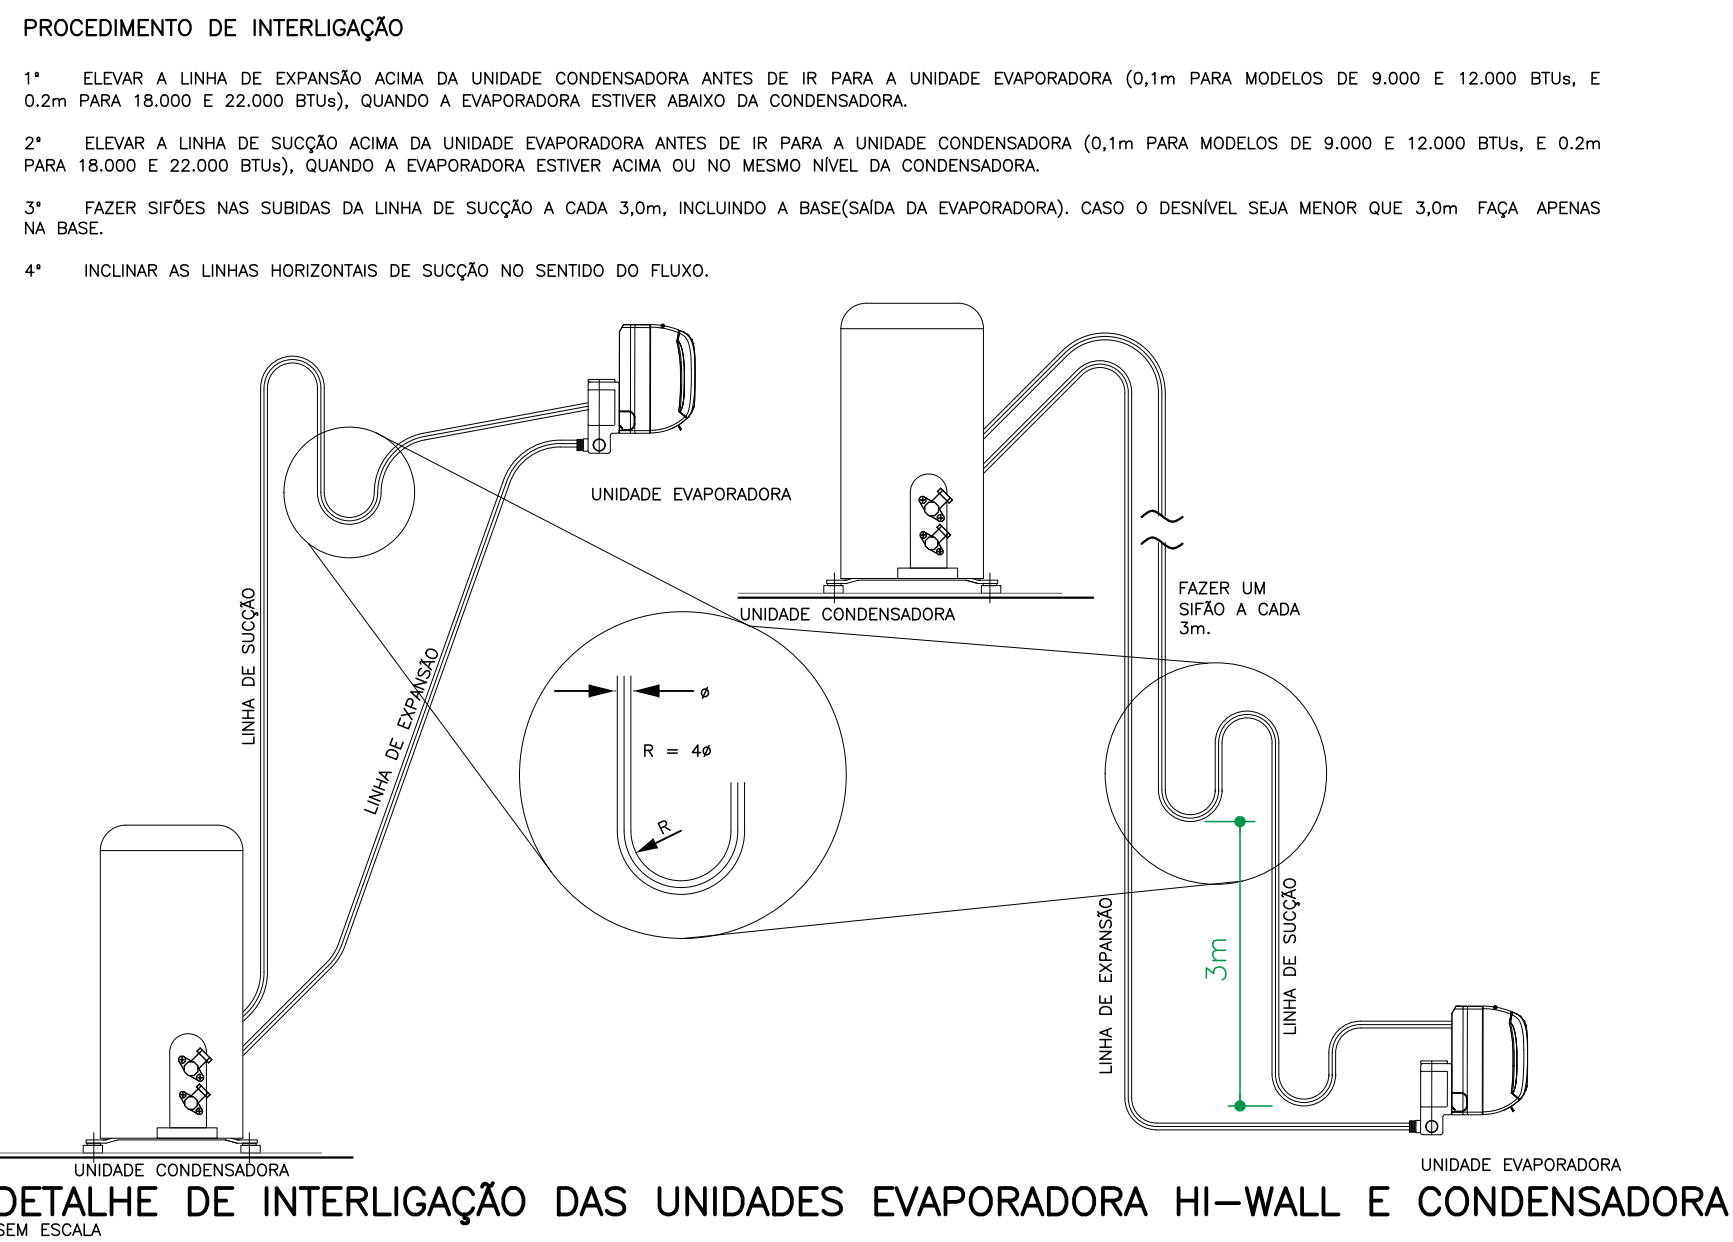 PROCEDIMENTO DE INTERLIGAÇÃO
1ª ELEVAR A LINHA DE EXPANSÃO ACIMA DA UNIDADE CONDENSADORA ANTES DE IR PARA A UNIDADE EVAPORADORA (0,1m PARA MODELOS DE 9.000 E 12.000 BTUs, E
0.2m PARA 18.000 E 22.000 BTUs), QUANDO A EVAPORADORA ESTIVER ABAIXO DA CONDENSADORA.
2ª ELEVAR A LINHA DE SUCÇÃO ACIMA DA UNIDADE EVAPORADORA ANTES DE IR PARA A UNIDADE CONDENSADORA (0,1m PARA MODELOS DE 9.000 E 12.000 BTUs, E 0.2m
PARA 18.000 E 22.000 BTUs), QUANDO A EVAPORADORA ESTIVER ACIMA OU NO MESMO NÍVEL DA CONDENSADORA.
3ª FAZER SIFÕES NAS SUBIDAS DA LINHA DE SUCÇÃO A CADA 3,0m, INCLUINDO A BASE(SAÍDA DA EVAPORADORA). CASO O DESNÍVEL SEJA MENOR QUE 3,0m FAÇA APENAS
NA BASE.
4ª INCLINAR AS LINHAS HORIZONTAIS DE SUCÇÃO NO SENTIDO DO FLUXO.
UNIDADE EVAPORADORA
LINHA DE SUCÇÃO
LINHA DE EXPANSÃO
UNIDADE CONDENSADORA
FAZER UM
SIFÃO A CADA
3m.
ø
R = 4ø
R
LINHA DE EXPANSÃO
3m
LINHA DE SUCÇÃO
UNIDADE CONDENSADORA
UNIDADE EVAPORADORA
DETALHE DE INTERLIGAÇÃO DAS UNIDADES EVAPORADORA HI-WALL E CONDENSADORA
SEM ESCALA